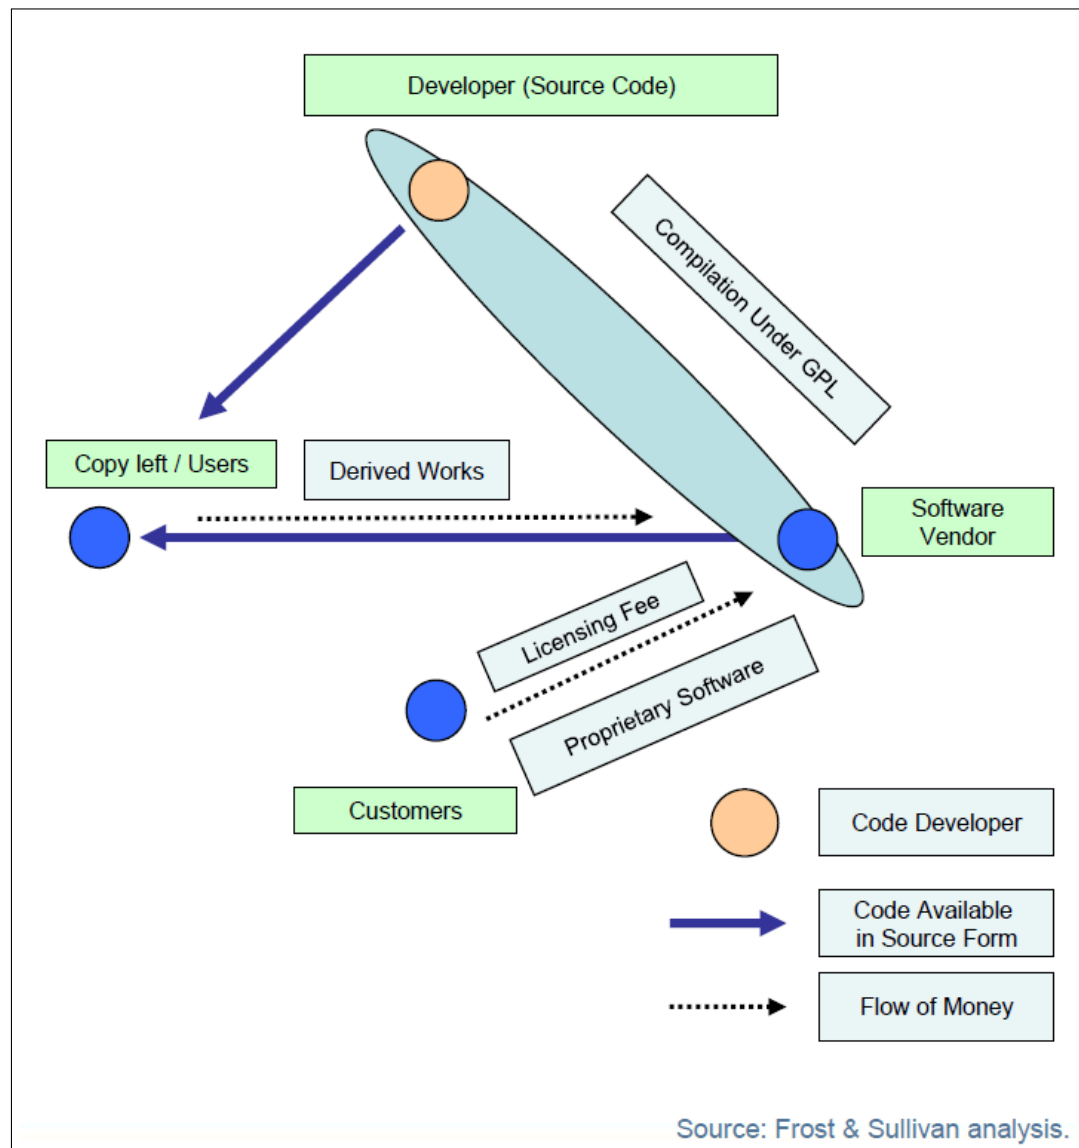 Developer (Source Code)
Compilation Under GPL
Copy left / Users
Derived Works
Software
Vendor
Licensing Fee
Proprietary Software
Customers
Code Developer
Code Available
in Source Form
Flow of Money
Source: Frost & Sullivan analysis.